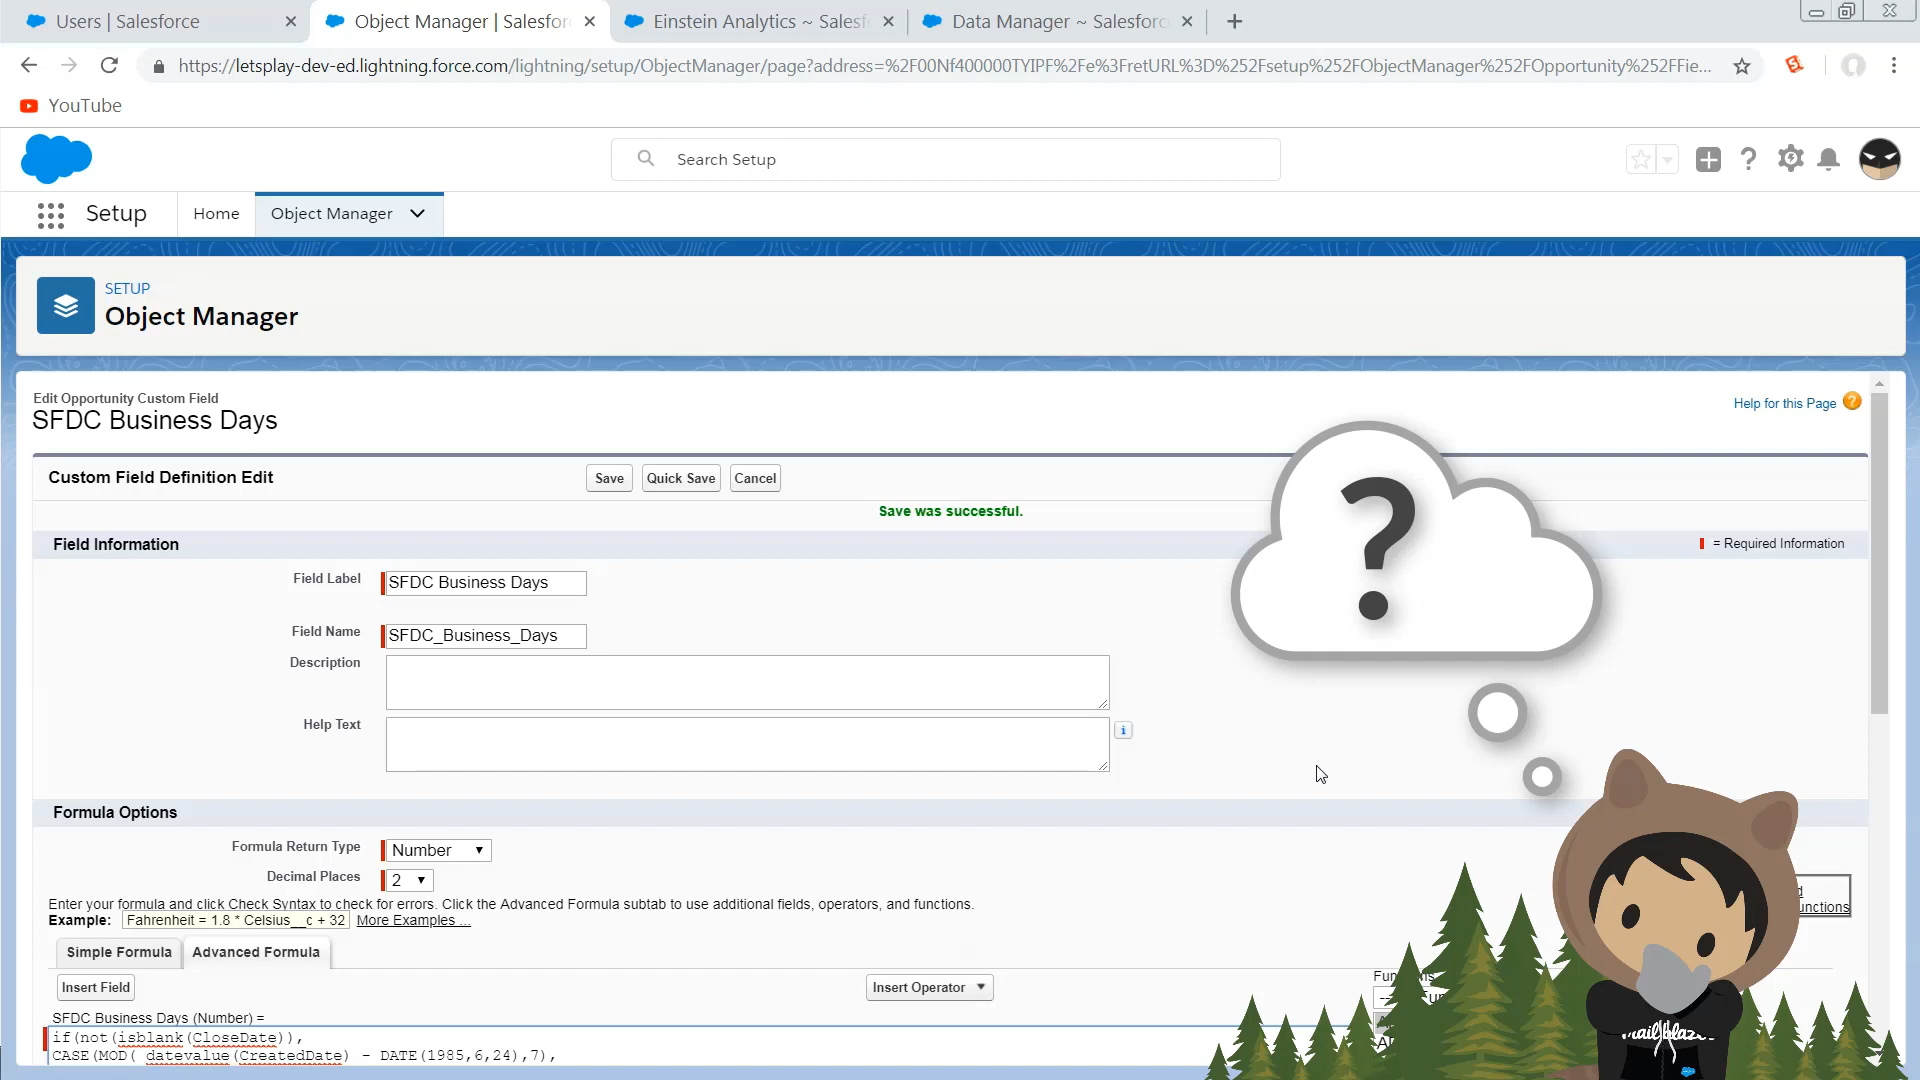 Users | Salesforce
Object Manager | Salesfor
Einstein Analytics ~ Salesf
Data Manager ~ Salesforc
https://letsplay-dev-ed.lightning.force.com/lightning/setup/ObjectManager/page?address=%2F00Nf400000TYIPF%2Fe%3FretURL%3D%252Fsetup%252FObjectManager%252FOpportunity%252FFie...
YouTube
Search Setup
Setup
Home
Object Manager
SETUP
Object Manager
Edit Opportunity Custom Field
SFDC Business Days
Help for this Page
Custom Field Definition Edit
Save
Quick Save
Cancel
Save was successful.
Field Information
= Required Information
Field Label
SFDC Business Days
Field Name
SFDC_Business_Days
Description
Help Text
?
Formula Options
Formula Return Type
Number
Decimal Places
2
Enter your formula and click Check Syntax to check for errors. Click the Advanced Formula subtab to use additional fields, operators, and functions.
Example: Fahrenheit = 1.8 * Celsius__c + 32 More Examples ...
Simple Formula
Advanced Formula
Insert Field
Insert Operator
SFDC Business Days (Number) =
if(not(isblank(CloseDate)),
CASE(MOD( datevalue(CreatedDate) - DATE(1985,6,24),7),